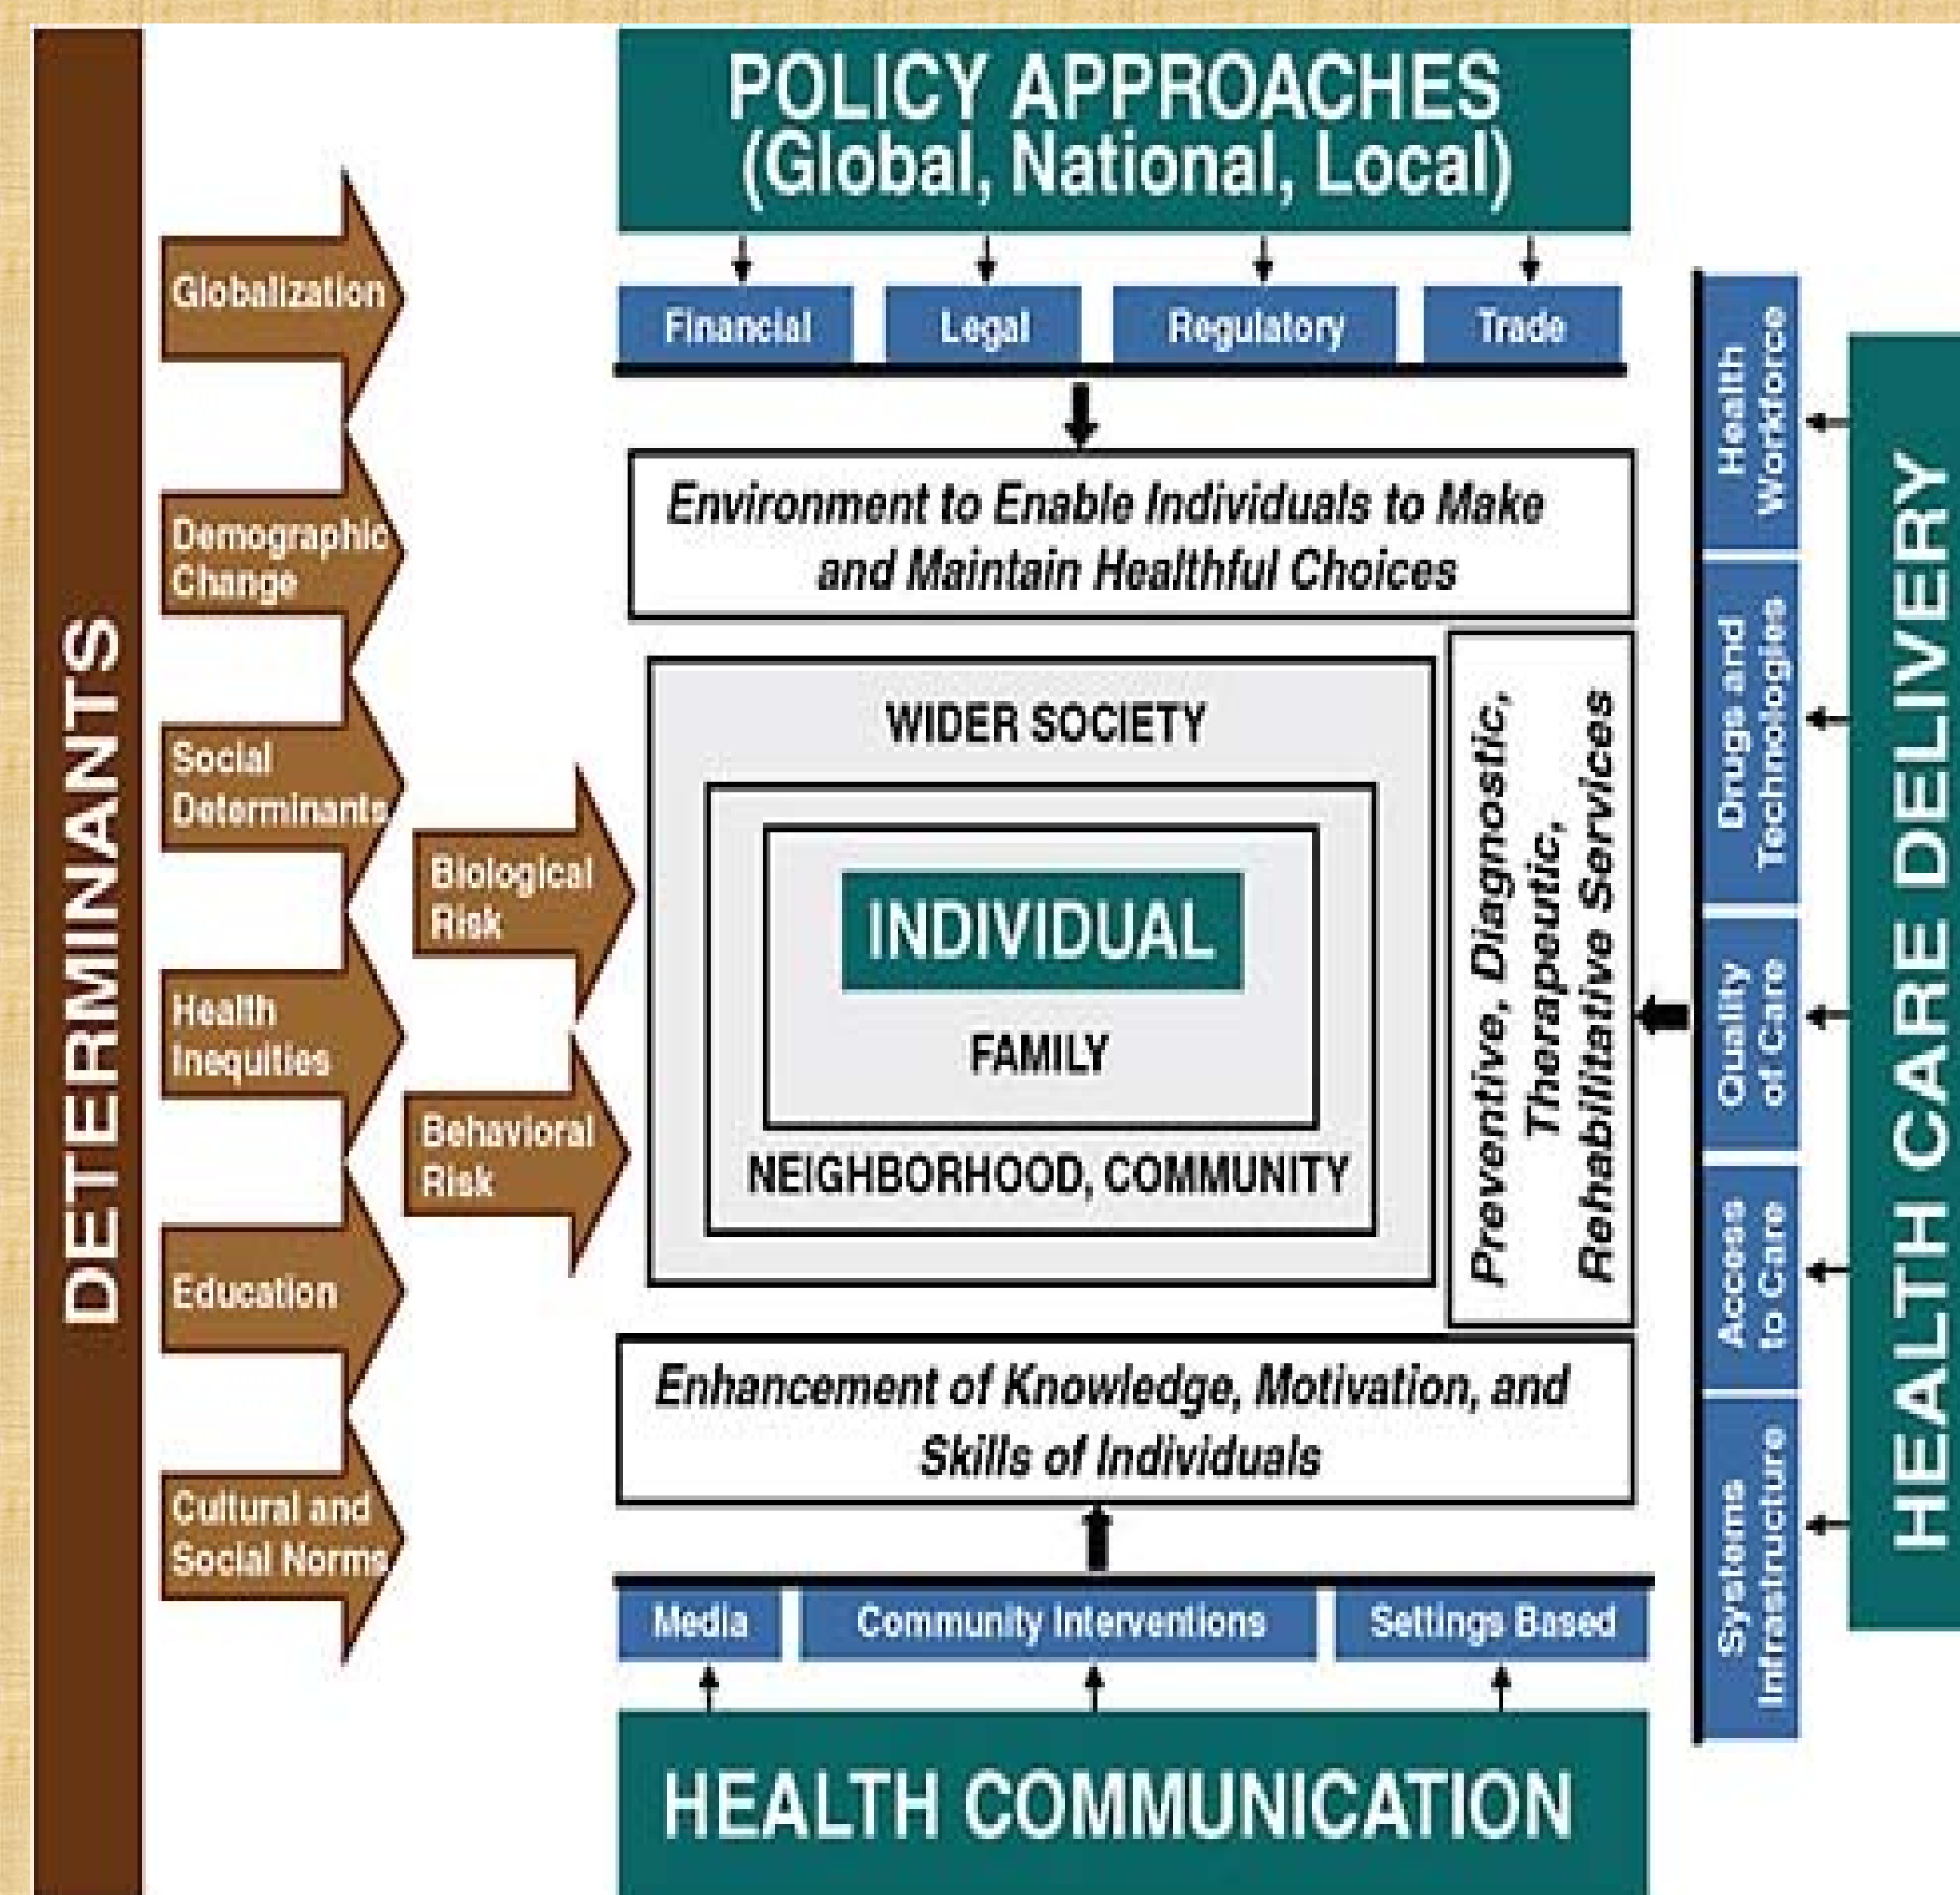 DETERMINANTS
Globalization
Demographic
Change
Social
Determinants
Health
Inequities
Education
Cultural and
Social Norms
Biological
Risk
Behavioral
Risk
POLICY APPROACHES
(Global, National, Local)
Financial
Legal
Regulatory
Trade
Environment to Enable Individuals to Make
and Maintain Healthful Choices
WIDER SOCIETY
INDIVIDUAL
FAMILY
NEIGHBORHOOD, COMMUNITY
Preventive, Diagnostic,
Therapeutic,
Rehabilitative Services
Enhancement of Knowledge, Motivation, and
Skills of Individuals
Media
Community Interventions
Settings Based
HEALTH COMMUNICATION
Health
Workforce
Drugs and
Technologies
Quality
of Care
Access
to Care
Systems
Infrastructure
HEALTH CARE DELIVERY